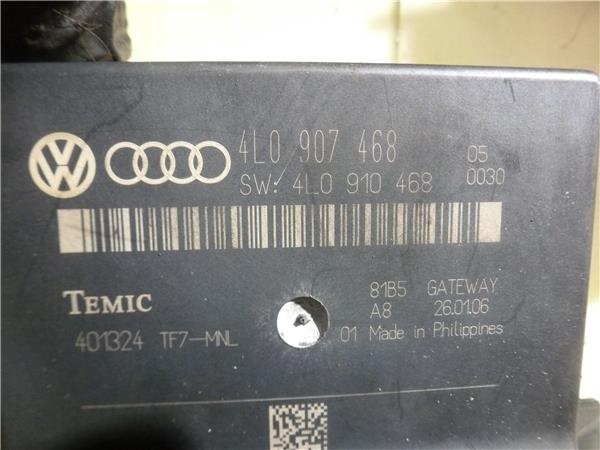 4L0 907 468 05
SW: 4L0 910 468 0030
TEMIC
81B5 GATEWAY
A8 26.01.06
401324 TF7-MNL
01 Made in Philippines